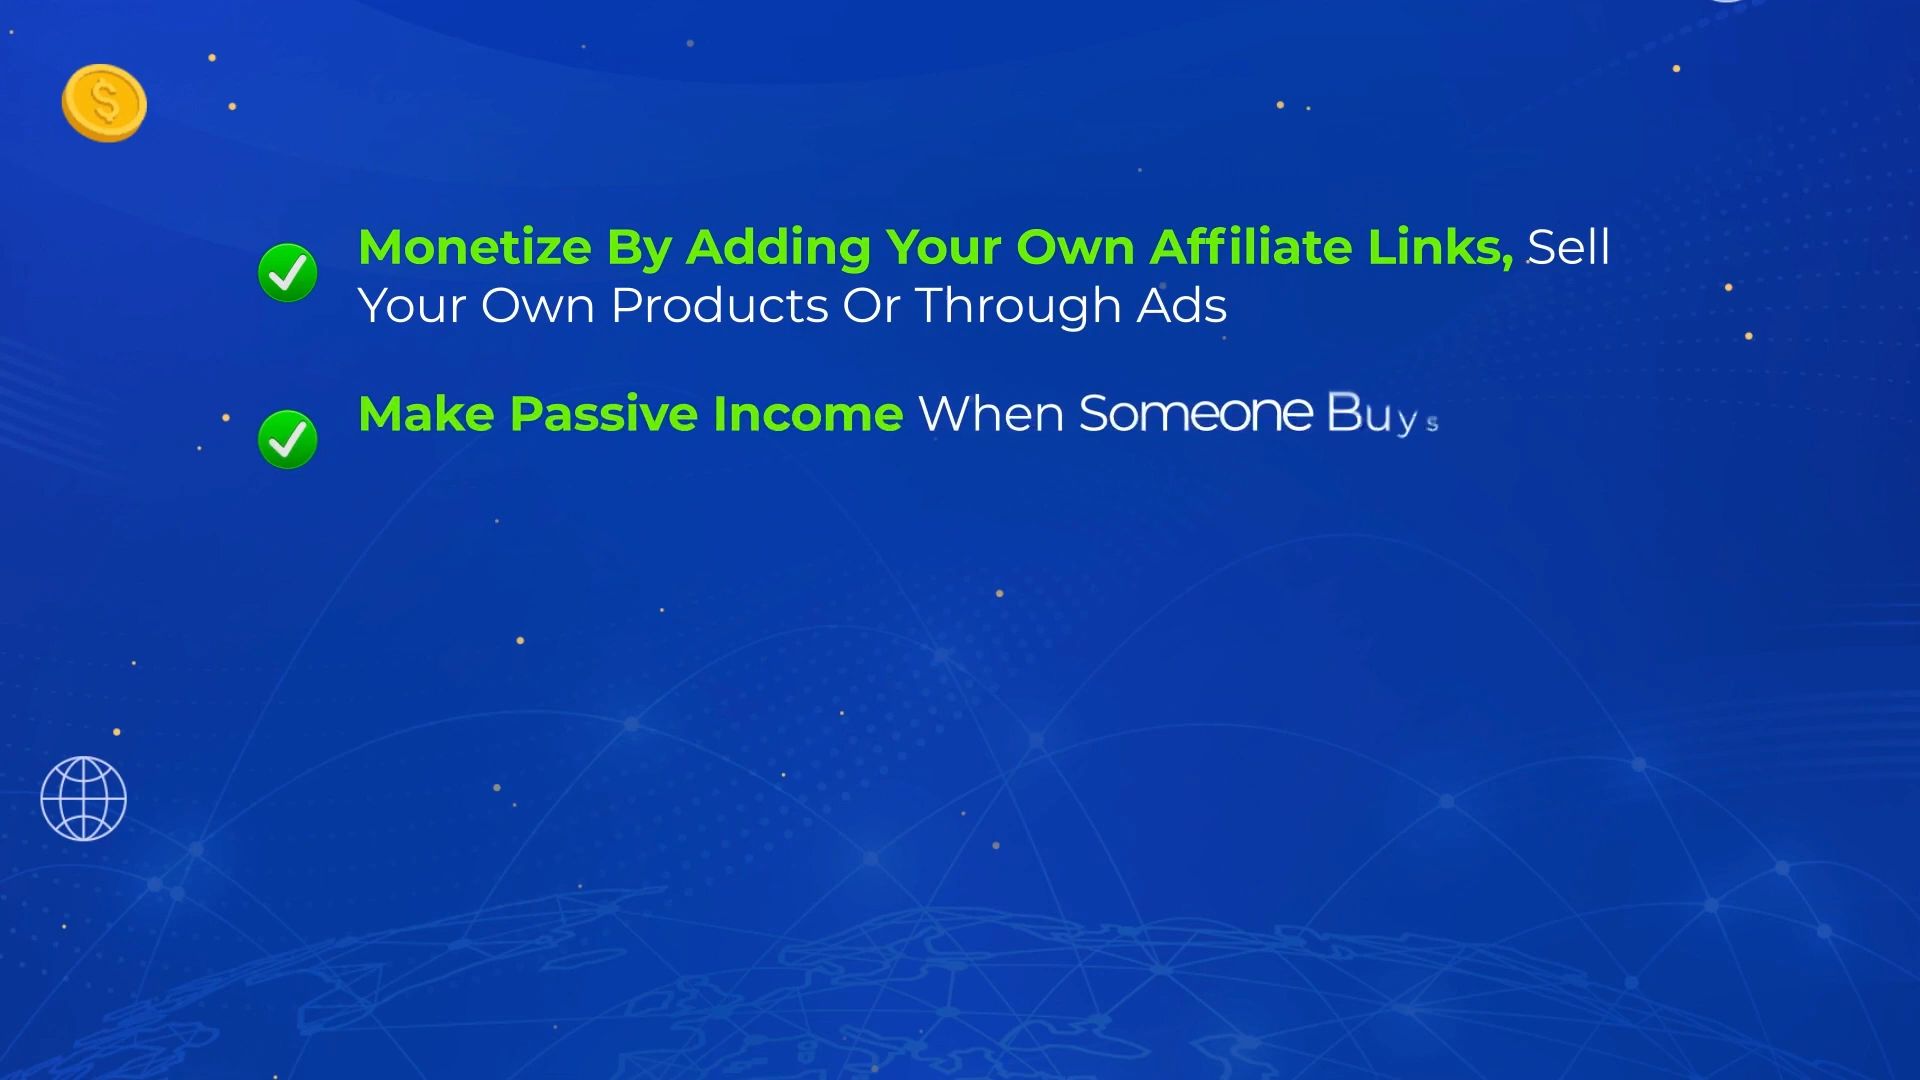 Monetize By Adding Your Own Affiliate Links, Sell
Your Own Products Or Through Ads
Make Passive Income When Someone Buys